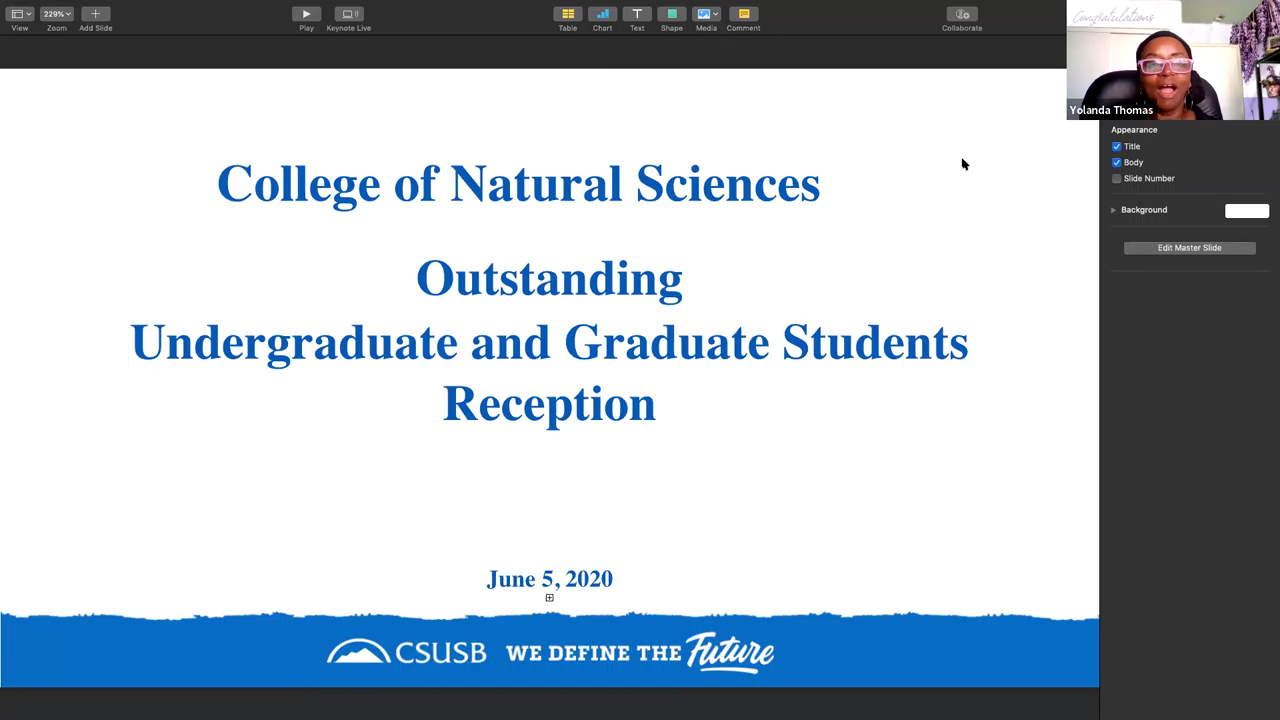 229%
View
Zoom
Add Slide
Play
Keynote Live
Table
Chart
Text
Shape
Media
Comment
Collaborate
Congratulations
Yolanda Thomas
Appearance
Title
Body
Slide Number
Background
Edit Master Slide
College of Natural Sciences
Outstanding
Undergraduate and Graduate Students
Reception
June 5, 2020
CSUSB WE DEFINE THE Future